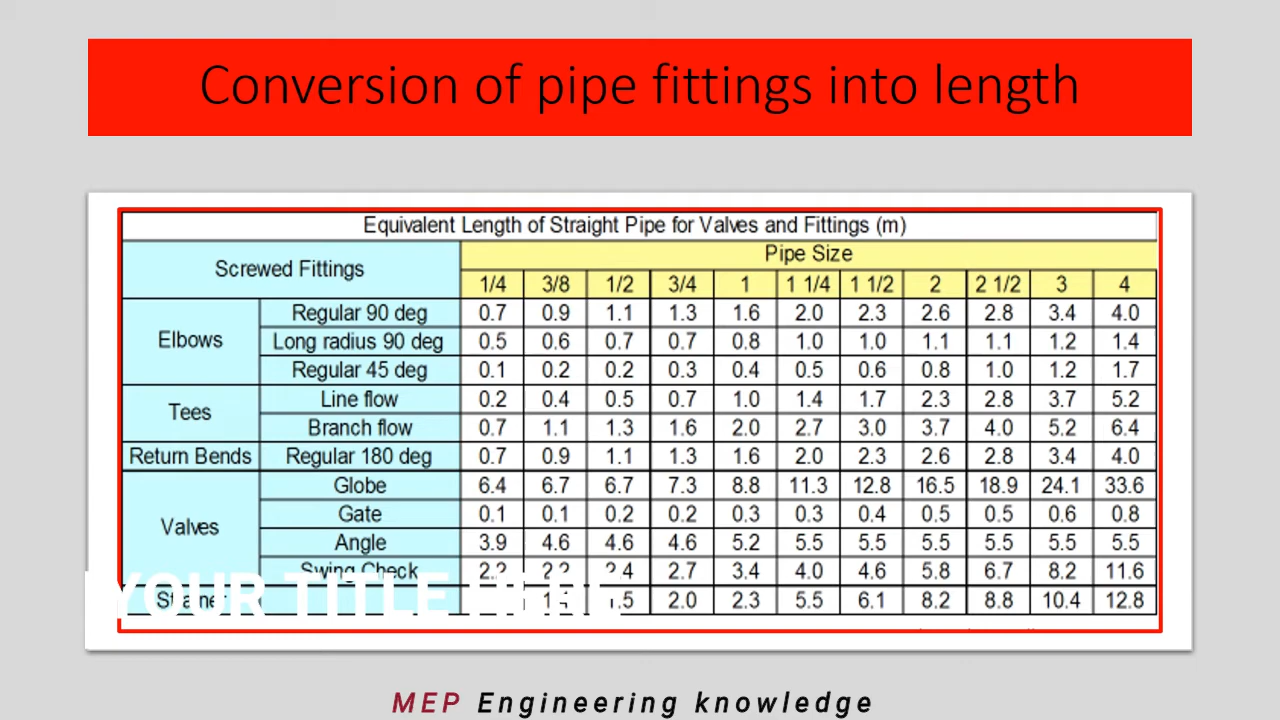 Conversion of pipe fittings into length
Equivalent Length of Straight Pipe for Valves and Fittings (m)
Screwed Fittings Pipe Size
1/4 3/8 1/2 3/4 1 1 1/4 1 1/2 2 2 1/2 3 4
Elbows Regular 90 deg 0.7 0.9 1.1 1.3 1.6 2.0 2.3 2.6 2.8 3.4 4.0
Long radius 90 deg 0.5 0.6 0.7 0.7 0.8 1.0 1.0 1.1 1.1 1.2 1.4
Regular 45 deg 0.1 0.2 0.2 0.3 0.4 0.5 0.6 0.8 1.0 1.2 1.7
Tees Line flow 0.2 0.4 0.5 0.7 1.0 1.4 1.7 2.3 2.8 3.7 5.2
Branch flow 0.7 1.1 1.3 1.6 2.0 2.7 3.0 3.7 4.0 5.2 6.4
Return Bends Regular 180 deg 0.7 0.9 1.1 1.3 1.6 2.0 2.3 2.6 2.8 3.4 4.0
Valves Globe 6.4 6.7 6.7 7.3 8.8 11.3 12.8 16.5 18.9 24.1 33.6
Gate 0.1 0.1 0.2 0.2 0.3 0.3 0.4 0.5 0.5 0.6 0.8
Angle 3.9 4.6 4.6 4.6 5.2 5.5 5.5 5.5 5.5 5.5 5.5
Swing Check 2.2 2.2 2.4 2.7 3.4 4.0 4.6 5.8 6.7 8.2 11.6
Strainer 2.0 2.3 5.5 6.1 8.2 8.8 10.4 12.8
YOUR TITLE HERE
MEP Engineering knowledge